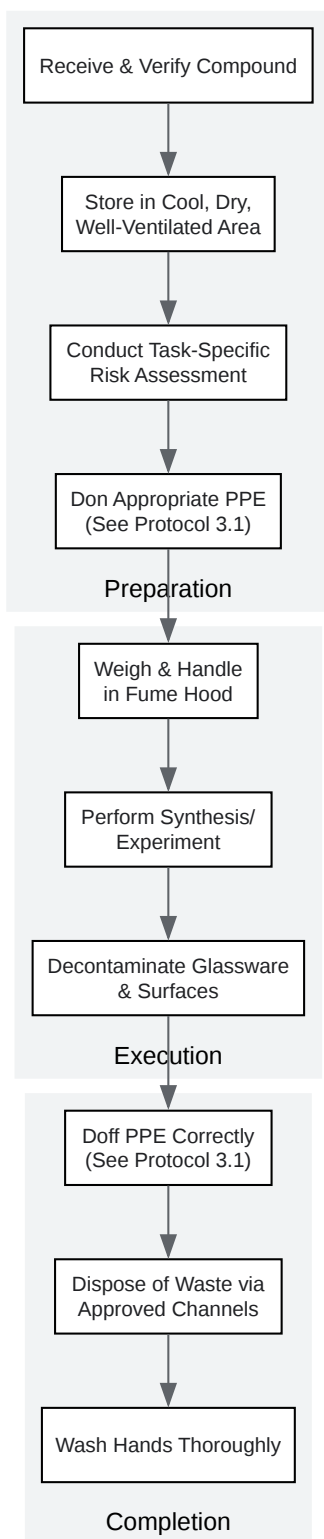 Receive & Verify Compound
Store in Cool, Dry,
Well-Ventilated Area
Conduct Task-Specific
Risk Assessment
Don Appropriate PPE
(See Protocol 3.1)
Preparation
Weigh & Handle
in Fume Hood
Perform Synthesis/
Experiment
Decontaminate Glassware
& Surfaces
Execution
Doff PPE Correctly
(See Protocol 3.1)
Dispose of Waste via
Approved Channels
Wash Hands Thoroughly
Completion